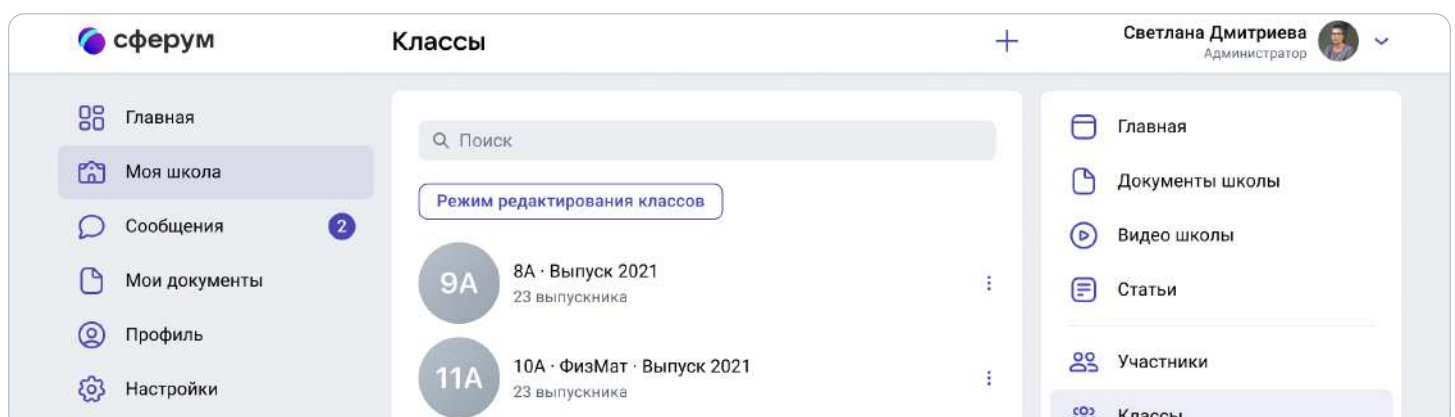 сферум
Классы
Светлана Дмитриева
Администратор
Главная
Моя школа
Сообщения
2
Мои документы
Профиль
Настройки
Поиск
Режим редактирования классов
9А
8А · Выпуск 2021
23 выпускника
11А
10А · ФизМат · Выпуск 2021
23 выпускника
Главная
Документы школы
Видео школы
Статьи
Участники
Классы